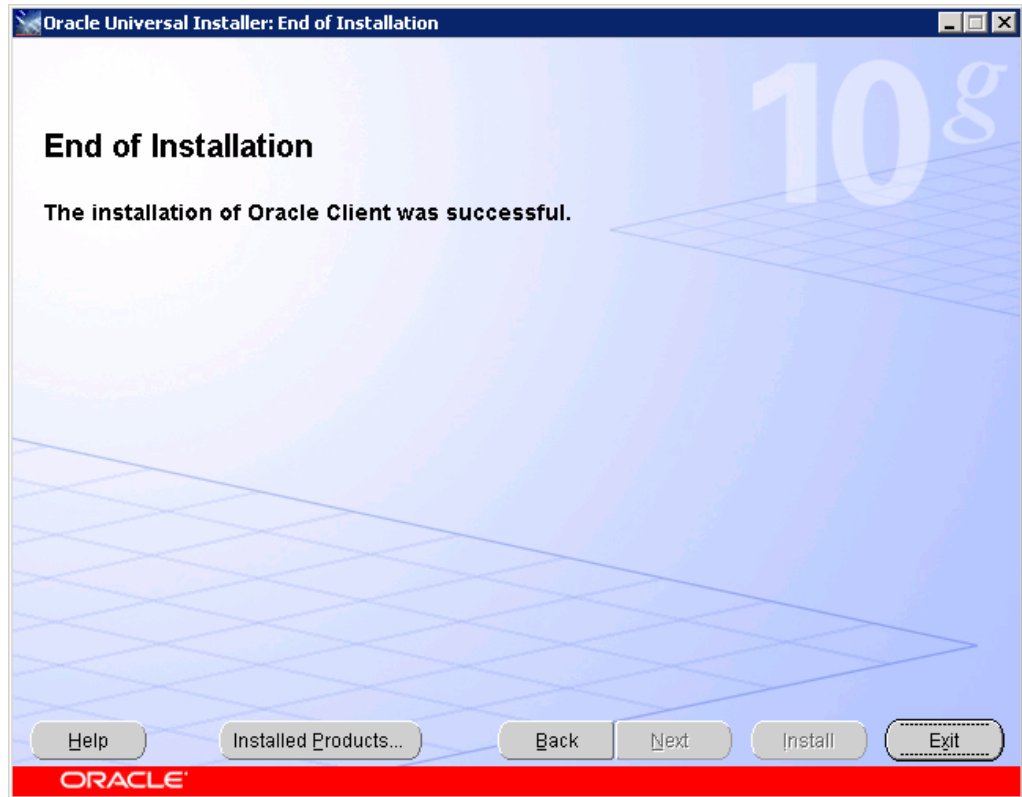 Oracle Universal Installer: End of Installation
10g
End of Installation
The installation of Oracle Client was successful.
Help
Installed Products...
Back
Next
Install
Exit
ORACLE